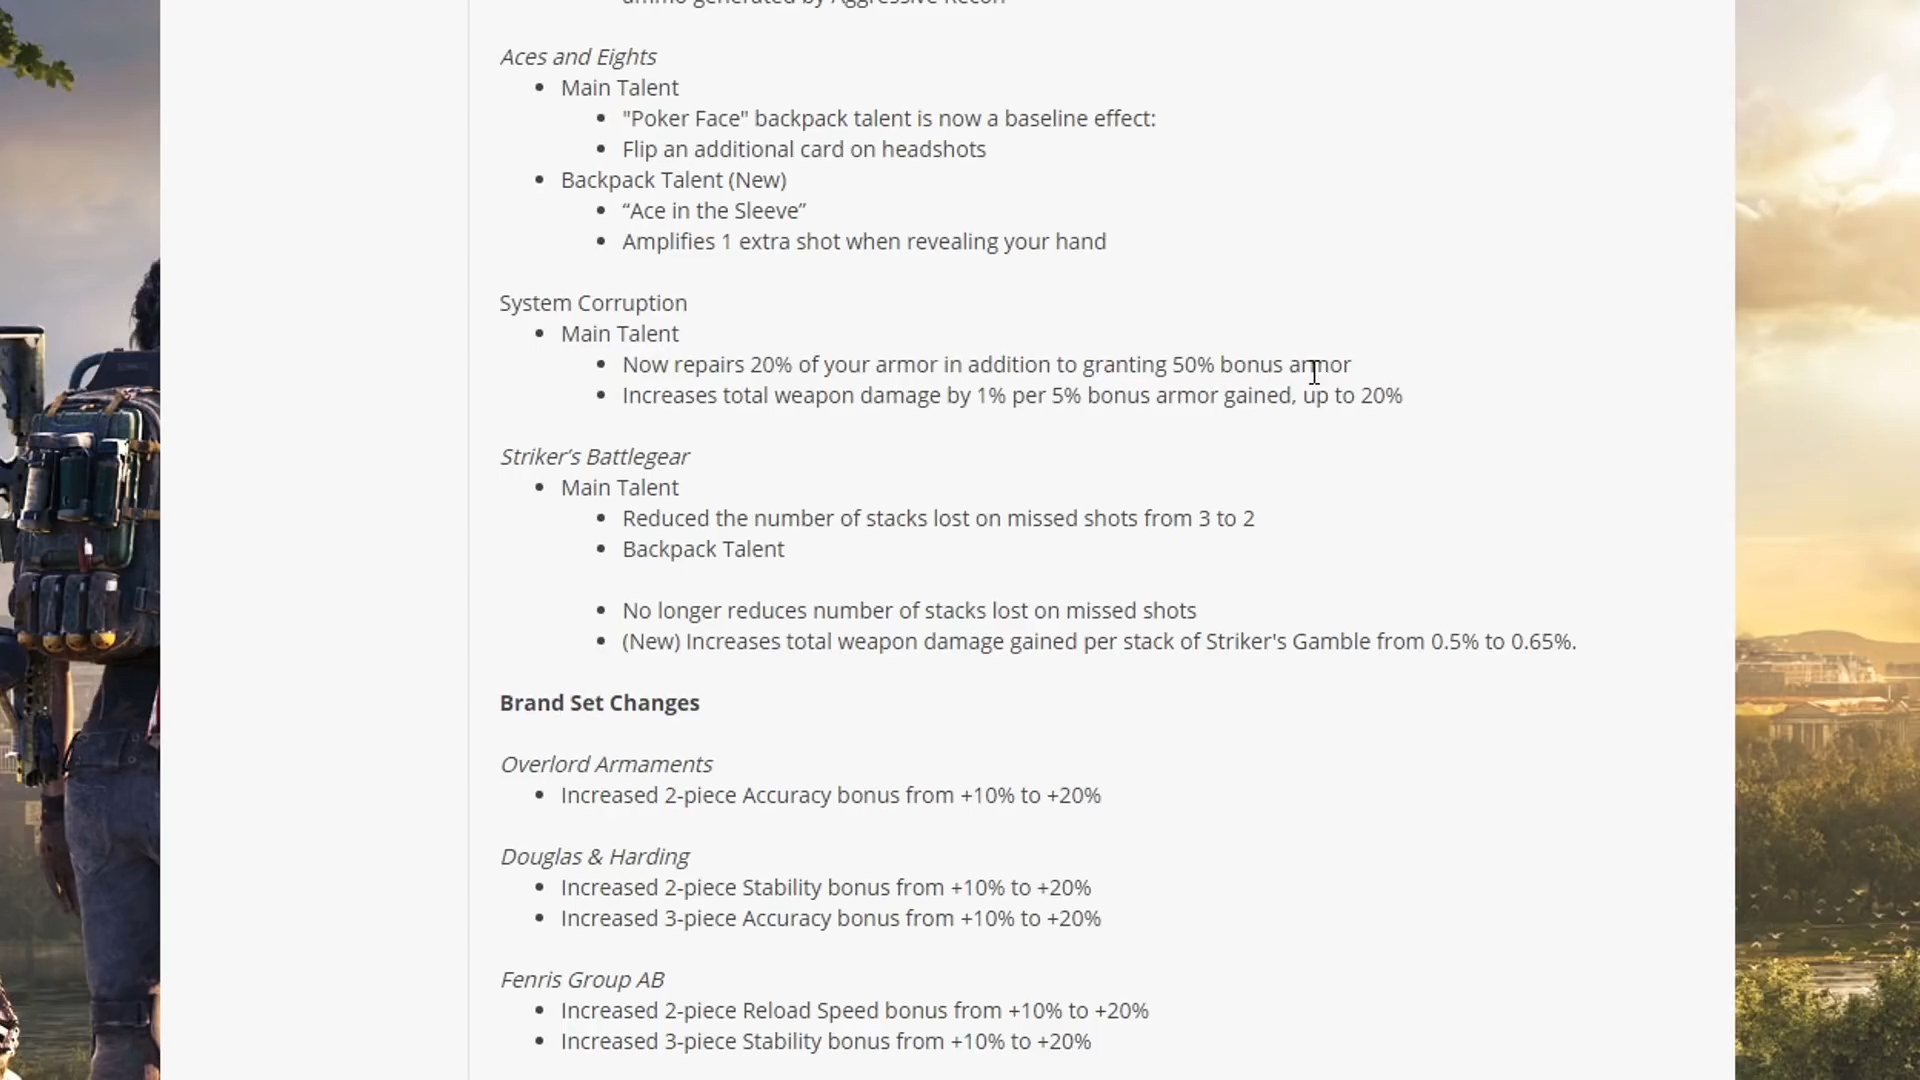 ammo generated by Aggressive Recon
Aces and Eights
• Main Talent
• "Poker Face" backpack talent is now a baseline effect:
• Flip an additional card on headshots
• Backpack Talent (New)
• “Ace in the Sleeve”
• Amplifies 1 extra shot when revealing your hand
System Corruption
• Main Talent
• Now repairs 20% of your armor in addition to granting 50% bonus armor
• Increases total weapon damage by 1% per 5% bonus armor gained, up to 20%
Striker’s Battlegear
• Main Talent
• Reduced the number of stacks lost on missed shots from 3 to 2
• Backpack Talent
• No longer reduces number of stacks lost on missed shots
• (New) Increases total weapon damage gained per stack of Striker's Gamble from 0.5% to 0.65%.
Brand Set Changes
Overlord Armaments
• Increased 2-piece Accuracy bonus from +10% to +20%
Douglas & Harding
• Increased 2-piece Stability bonus from +10% to +20%
• Increased 3-piece Accuracy bonus from +10% to +20%
Fenris Group AB
• Increased 2-piece Reload Speed bonus from +10% to +20%
• Increased 3-piece Stability bonus from +10% to +20%